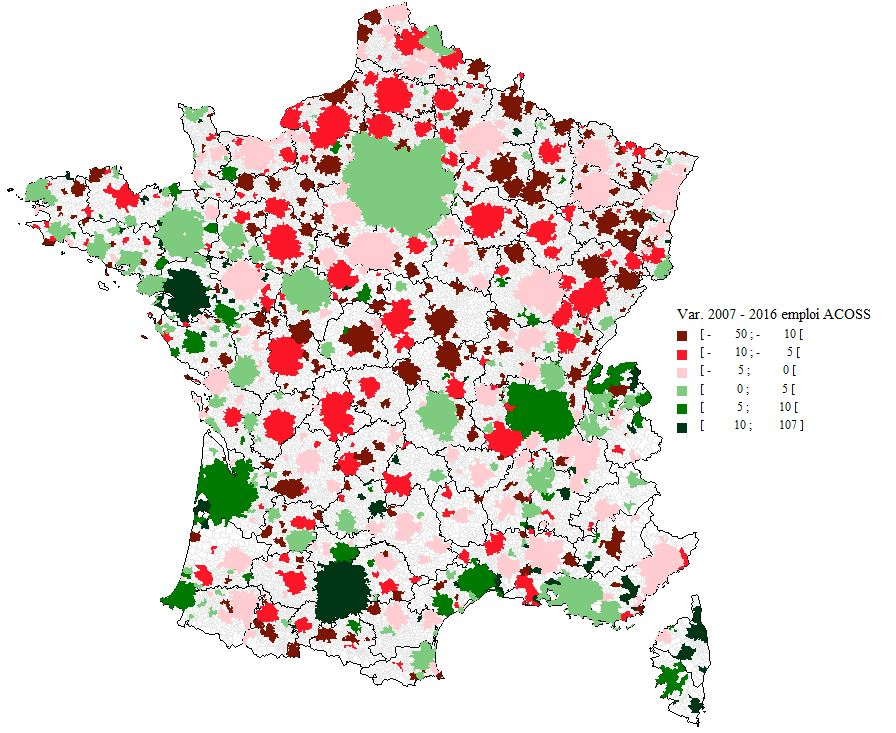 Var. 2007 - 2016 emploi ACOSS
[ - 50 ; - 10 [
[ - 10 ; - 5 [
[ - 5 ; 0 [
[ 0 ; 5 [
[ 5 ; 10 [
[ 10 ; 107 ]